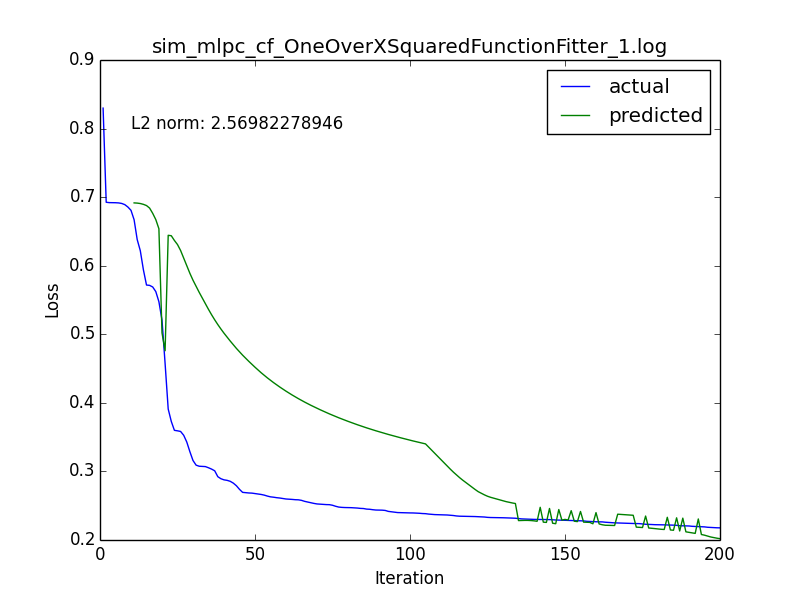 sim_mlpc_cf_OneOverXSquaredFunctionFitter_1.log
0.9
0.8
0.7
0.6
0.5
0.4
0.3
0.2
Loss
L2 norm: 2.56982278946
actual
predicted
0 50 100 150 200
Iteration